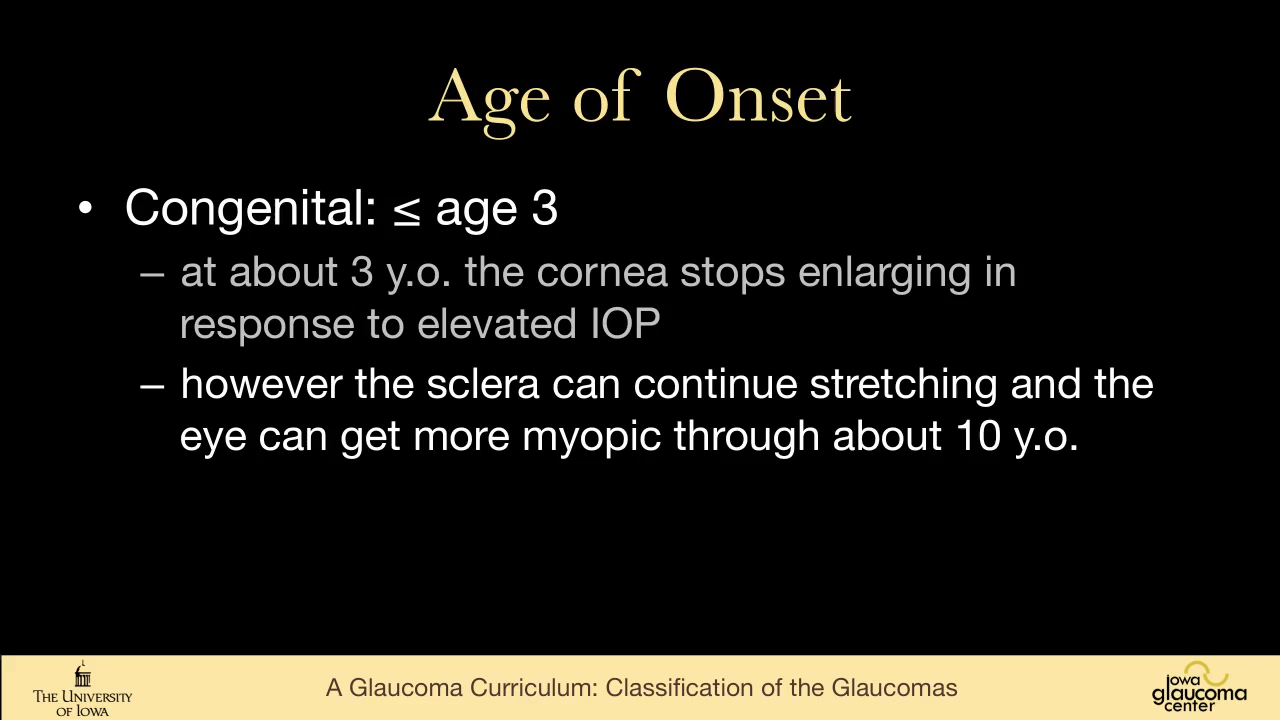 Age of Onset
• Congenital: ≤ age 3
– at about 3 y.o. the cornea stops enlarging in
response to elevated IOP
– however the sclera can continue stretching and the
eye can get more myopic through about 10 y.o.
THE UNIVERSITY
OF IOWA
A Glaucoma Curriculum: Classification of the Glaucomas
iowa
glaucoma
center